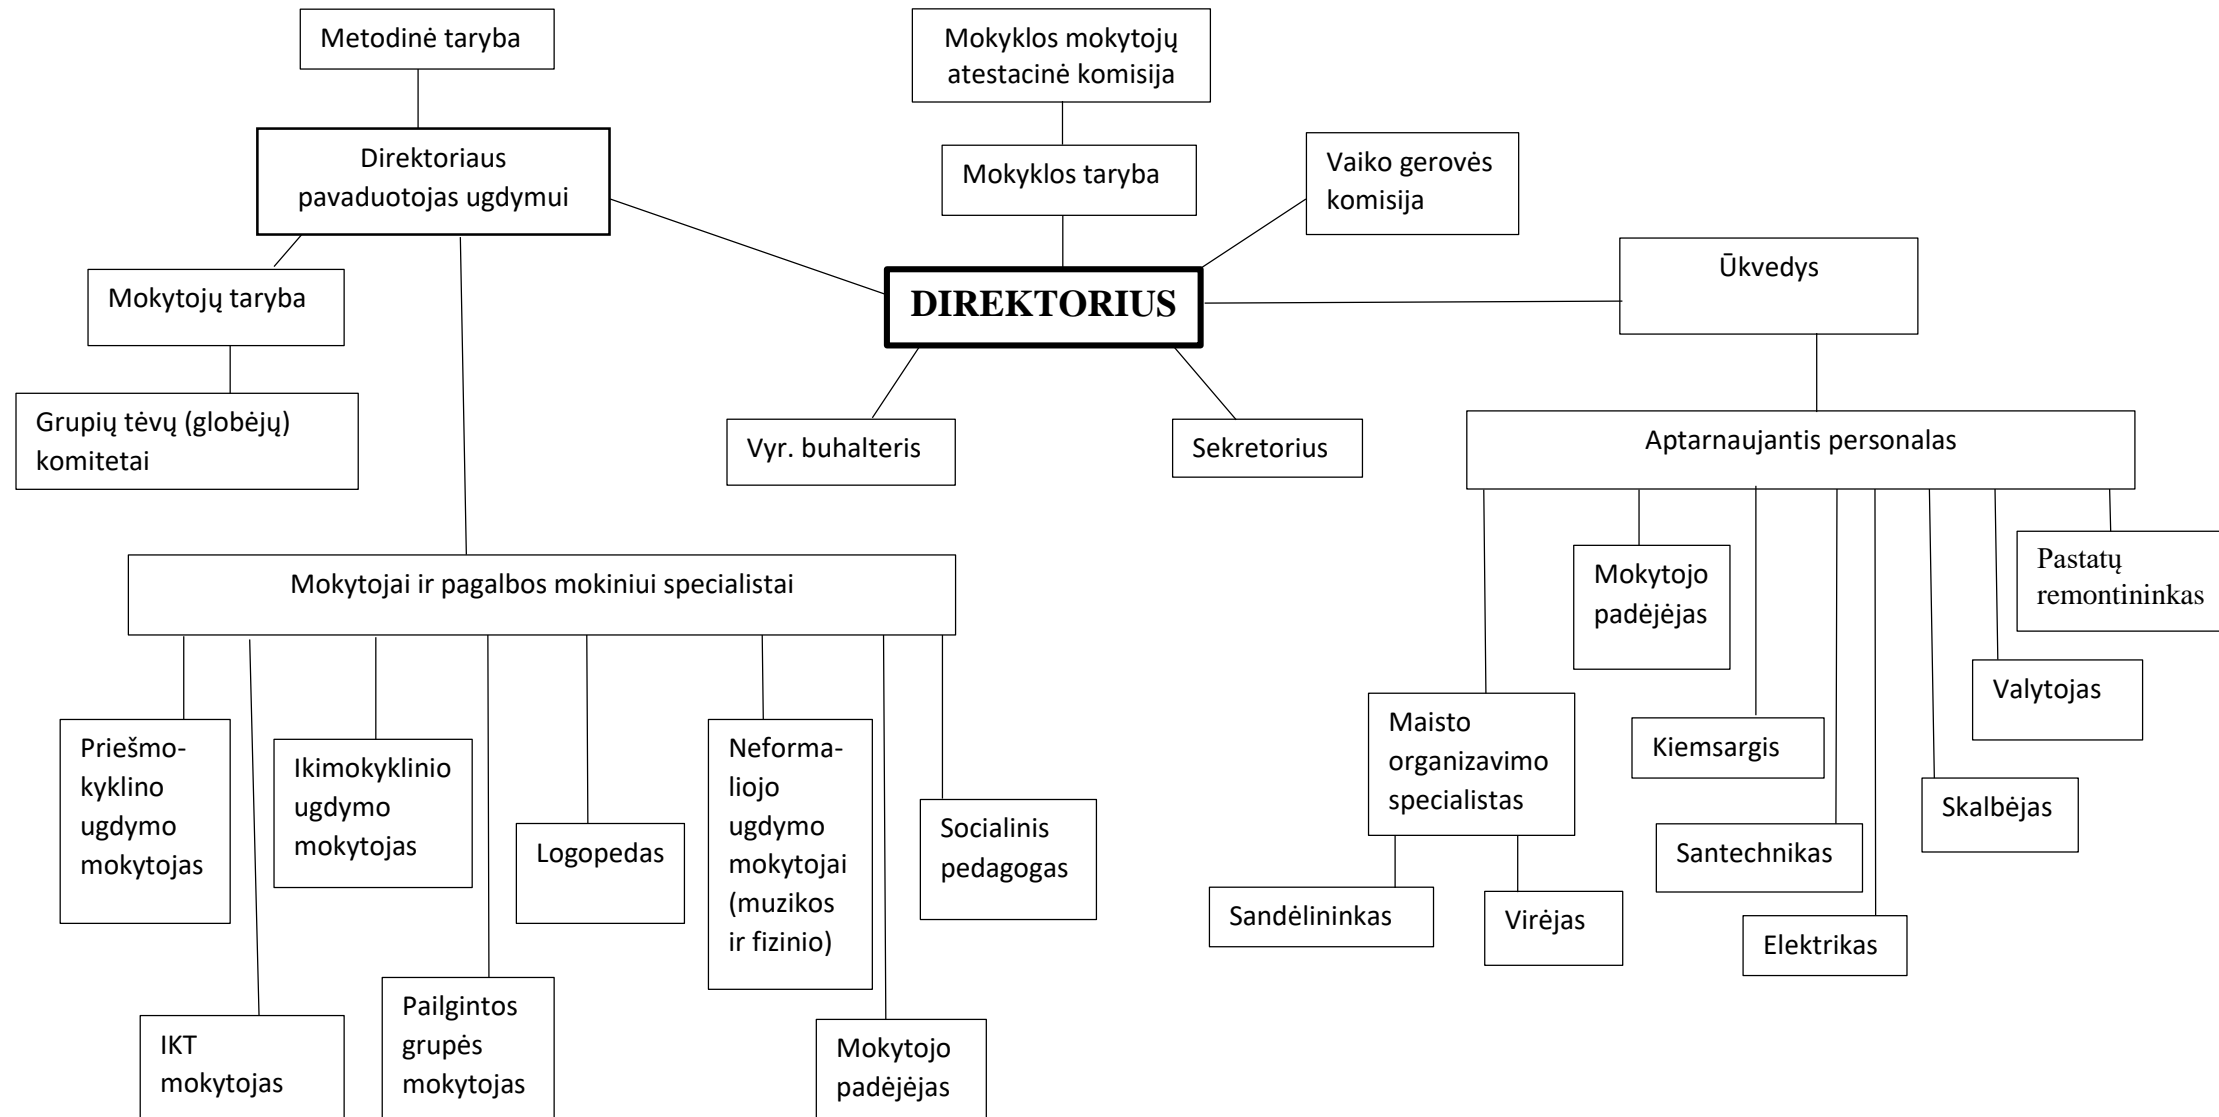 Metodinė taryba
Mokyklos mokytojų
atestacinė komisija
Direktoriaus
pavaduotojas ugdymui
Mokyklos taryba
Vaiko gerovės
komisija
Ūkvedys
Mokytojų taryba
DIREKTORIUS
Grupių tėvų (globėjų)
komitetai
Vyr. buhalteris
Sekretorius
Aptarnaujantis personalas
Mokytojai ir pagalbos mokiniui specialistai
Mokytojo
padėjėjas
Pastatų
remontininkas
Priešmo-
kyklino
ugdymo
mokytojas
Ikimokyklinio
ugdymo
mokytojas
Logopedas
Neforma-
liojo
ugdymo
mokytojai
(muzikos
ir fizinio)
Socialinis
pedagogas
Maisto
organizavimo
specialistas
Kiemsargis
Valytojas
Skalbėjas
Santechnikas
Sandėlininkas
Virėjas
Elektrikas
IKT
mokytojas
Pailgintos
grupės
mokytojas
Mokytojo
padėjėjas